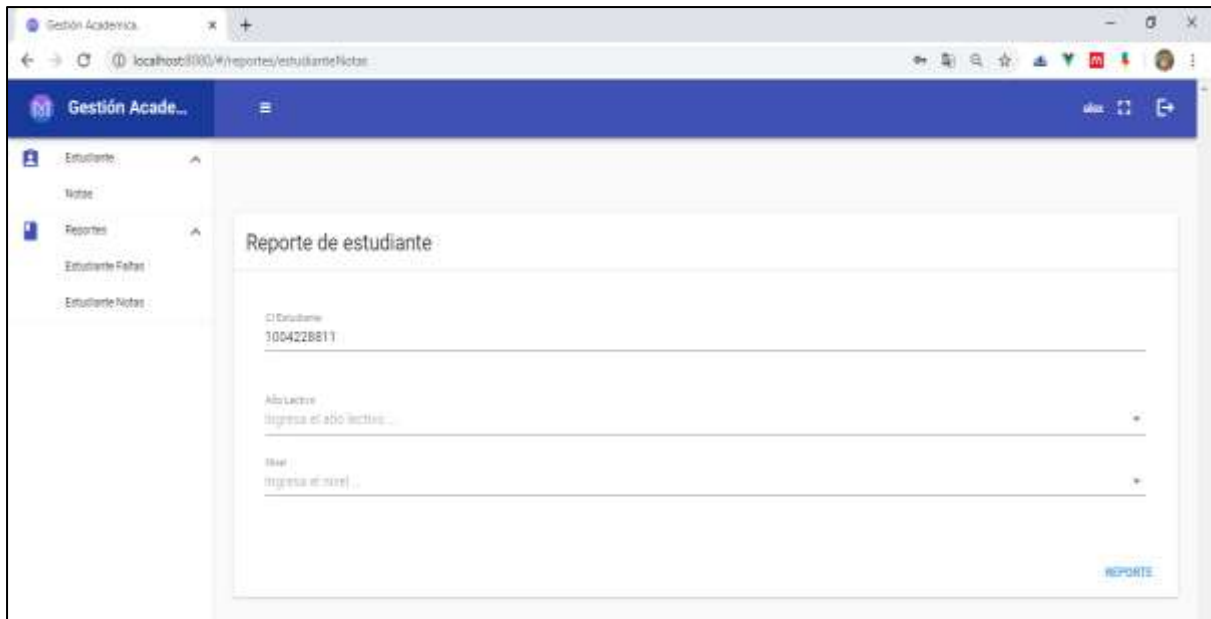 Gestión Academica.
localhost:8080/#/reportes/estudianteNotas
Gestión Acade...
alex
Estudiante
Notas
Reportes
Estudiante Faltas
Estudiante Notas
Reporte de estudiante
CI Estudiante
1004228811
Año Lectivo
Ingresa el año lectivo ...
Nivel
Ingresa el nivel ...
REPORTE